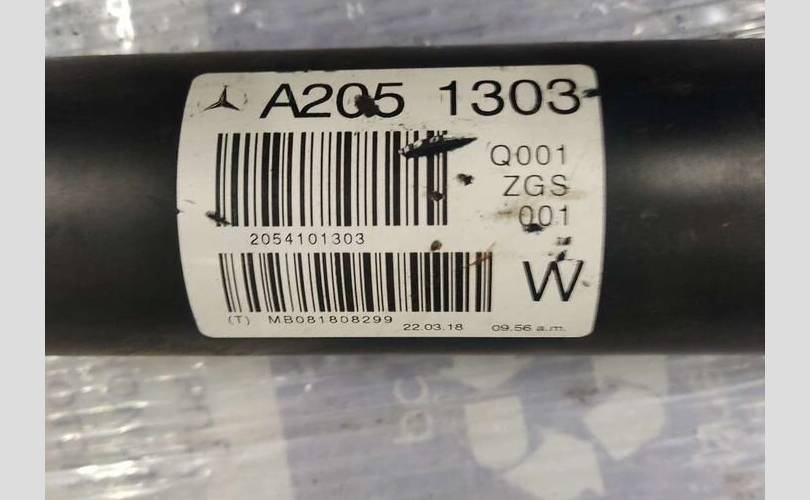 A205 1303
Q001
ZGS
001
2054101303
W
(T) MB081808299
22.03.18 09.56 a.m.